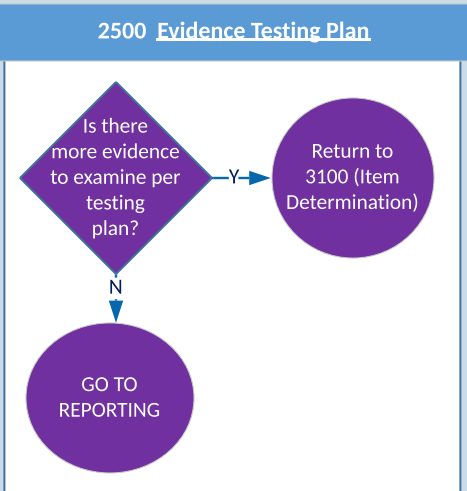 2500 Evidence Testing Plan
Is there
more evidence
to examine per
testing
plan?
Y
Return to
3100 (Item
Determination)
N
GO TO
REPORTING